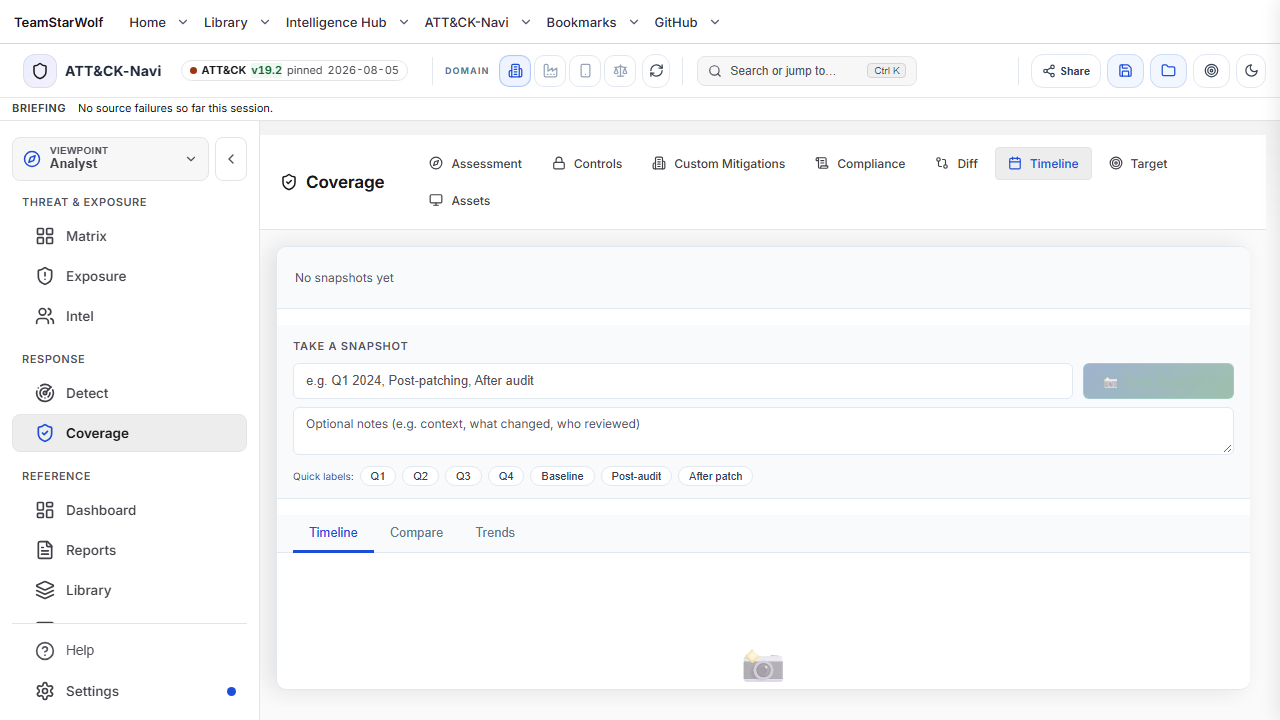 TeamStarWolf Home Library Intelligence Hub ATT&CK-Navi Bookmarks GitHub
ATT&CK-Navi ATT&CK v19.2 pinned 2026-08-05 DOMAIN Search or jump to... Ctrl K Share
BRIEFING No source failures so far this session.
VIEWPOINT
Analyst
THREAT & EXPOSURE
Matrix
Exposure
Intel
RESPONSE
Detect
Coverage
REFERENCE
Dashboard
Reports
Library
Help
Settings
Coverage
Assessment Controls Custom Mitigations Compliance Diff Timeline Target
Assets
No snapshots yet
TAKE A SNAPSHOT
e.g. Q1 2024, Post-patching, After audit
Optional notes (e.g. context, what changed, who reviewed)
Quick labels: Q1 Q2 Q3 Q4 Baseline Post-audit After patch
Timeline Compare Trends